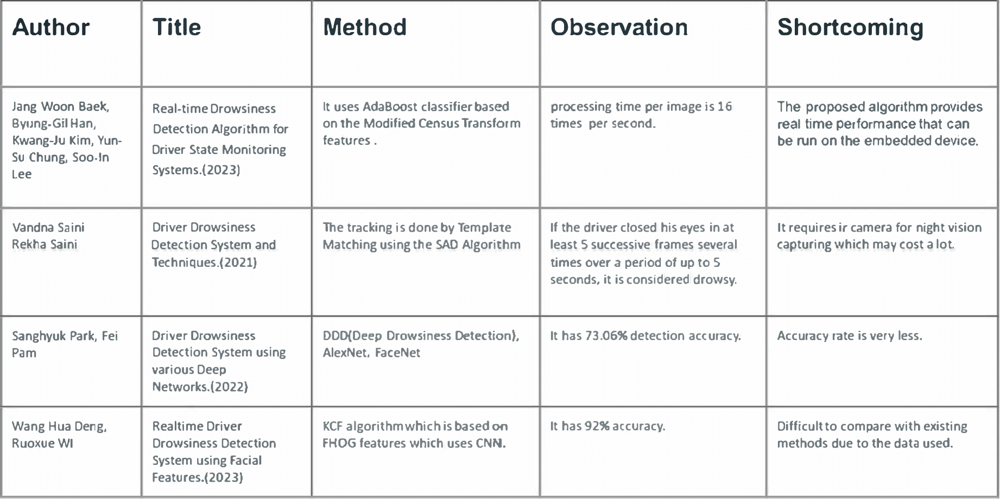 Author
Title
Method
Observation
Shortcoming
Jang Woon Baek,
Byung-Gil Han,
Kwang-Ju Kim, Yun-
Su Chung, Soo-In
Lee
Real-time Drowsiness
Detection Algorithm for
Driver State Monitoring
Systems.(2023)
It uses AdaBoost classifier based
on the Modified Census Transform
features .
processing time per image is 16
times per second.
The proposed algorithm provides
real time performance that can
be run on the embedded device.
Vandna Saini
Rekha Saini
Driver Drowsiness
Detection System and
Techniques.(2021)
The tracking is done by Template
Matching using the SAD Algorithm
If the driver closed his eyes in at
least 5 successive frames several
times over a period of up to 5
seconds, it is considered drowsy.
It requires ir camera for night vision
capturing which may cost a lot.
Sanghyuk Park, Fei
Pam
Driver Drowsiness
Detection System using
various Deep
Networks.(2022)
DDD(Deep Drowsiness Detection),
AlexNet, FaceNet
It has 73.06% detection accuracy.
Accuracy rate is very less.
Wang Hua Deng,
Ruoxue WI
Realtime Driver
Drowsiness Detection
System using Facial
Features.(2023)
KCF algorithm which is based on
FHOG features which uses CNN.
It has 92% accuracy.
Difficult to compare with existing
methods due to the data used.